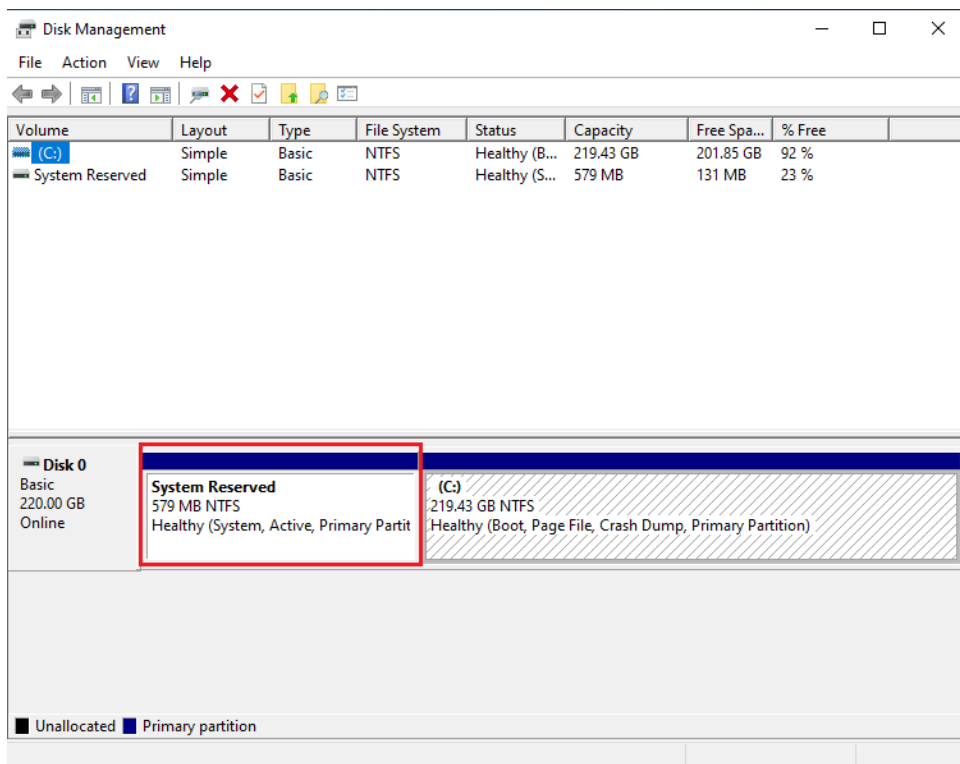 Disk Management
File Action View Help
Volume Layout Type File System Status Capacity Free Spa... % Free
(C:) Simple Basic NTFS Healthy (B... 219.43 GB 201.85 GB 92 %
System Reserved Simple Basic NTFS Healthy (S... 579 MB 131 MB 23 %
Disk 0
Basic
220.00 GB
Online
System Reserved
579 MB NTFS
Healthy (System, Active, Primary Partit
(C:)
219.43 GB NTFS
Healthy (Boot, Page File, Crash Dump, Primary Partition)
Unallocated Primary partition